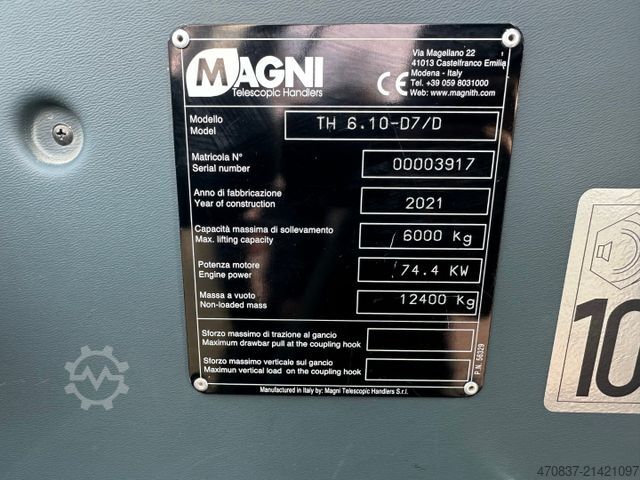 MAGNI
Telescopic Handlers
Via Magellano 22
41013 Castelfranco Emilia
Modena - Italy
Tel. +39 059 8031000
Web: www.magnith.com
CE
Modello
Model
TH 6.10-D7/D
Matricola N°
Serial number
00003917
Anno di fabbricazione
Year of construction
2021
Capacità massima di sollevamento
Max. lifting capacity
6000 Kg
Potenza motore
Engine power
74.4 KW
Massa a vuoto
Non-loaded mass
12400 Kg
Sforzo massimo di trazione al gancio
Maximum drawbar pull at the coupling hook
Sforzo massimo verticale sul gancio
Maximun vertical load on the coupling hook
P.N. 56329
Manufactured in Italy by: Magni Telescopic Handlers S.r.l.
10
470837-21421097